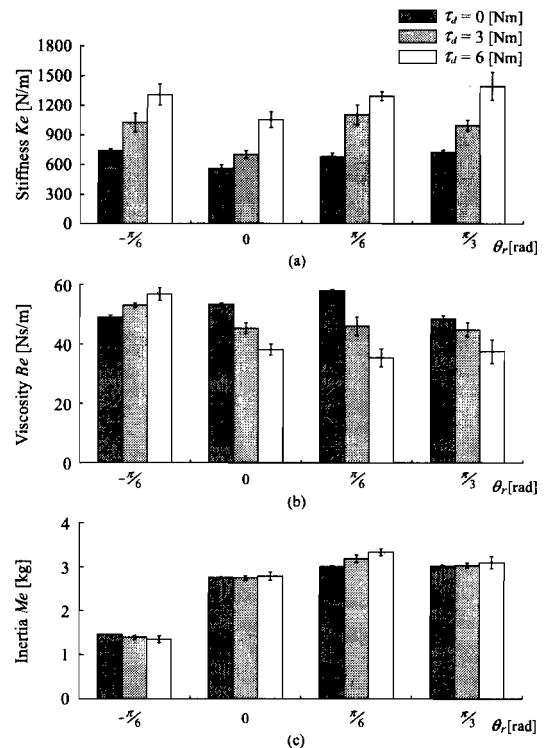 τd = 0 [Nm]
τd = 3 [Nm]
τd = 6 [Nm]
Stiffness Ke [N/m]
1800
1500
1200
900
600
300
0
-π/6
0
π/6
π/3
θr[rad]
(a)
Viscosity Be [Ns/m]
60
40
20
0
-π/6
0
π/6
π/3
θr[rad]
(b)
Inertia Me [kg]
4
3
2
1
0
-π/6
0
π/6
π/3
θr[rad]
(c)